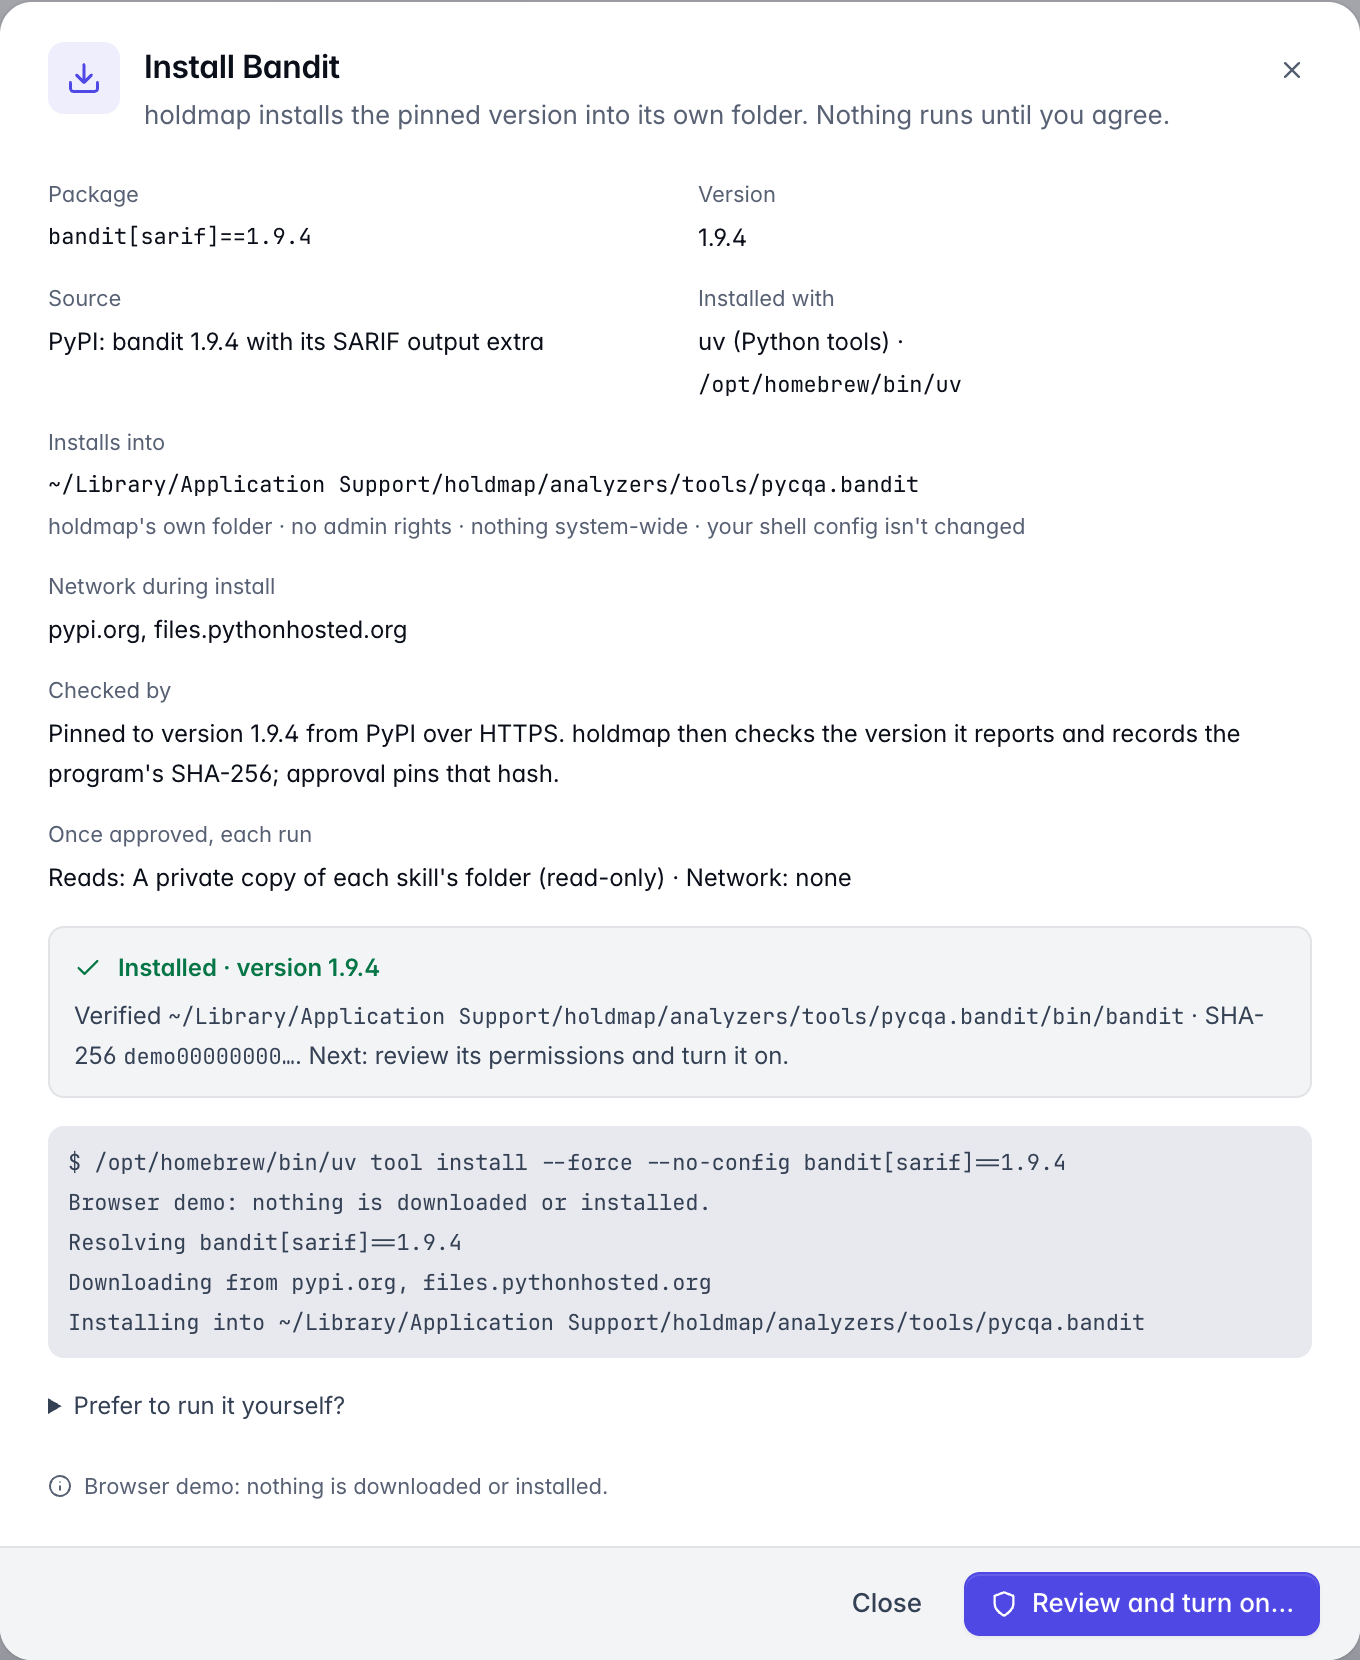 Install Bandit
holdmap installs the pinned version into its own folder. Nothing runs until you agree.
Package
bandit[sarif]==1.9.4
Version
1.9.4
Source
PyPI: bandit 1.9.4 with its SARIF output extra
Installed with
uv (Python tools) ·
/opt/homebrew/bin/uv
Installs into
~/Library/Application Support/holdmap/analyzers/tools/pycqa.bandit
holdmap's own folder · no admin rights · nothing system-wide · your shell config isn't changed
Network during install
pypi.org, files.pythonhosted.org
Checked by
Pinned to version 1.9.4 from PyPI over HTTPS. holdmap then checks the version it reports and records the
program's SHA-256; approval pins that hash.
Once approved, each run
Reads: A private copy of each skill's folder (read-only) · Network: none
Installed · version 1.9.4
Verified ~/Library/Application Support/holdmap/analyzers/tools/pycqa.bandit/bin/bandit · SHA-
256 demo00000000…. Next: review its permissions and turn it on.
$ /opt/homebrew/bin/uv tool install --force --no-config bandit[sarif]==1.9.4
Browser demo: nothing is downloaded or installed.
Resolving bandit[sarif]==1.9.4
Downloading from pypi.org, files.pythonhosted.org
Installing into ~/Library/Application Support/holdmap/analyzers/tools/pycqa.bandit
Prefer to run it yourself?
Browser demo: nothing is downloaded or installed.
Close
Review and turn on...